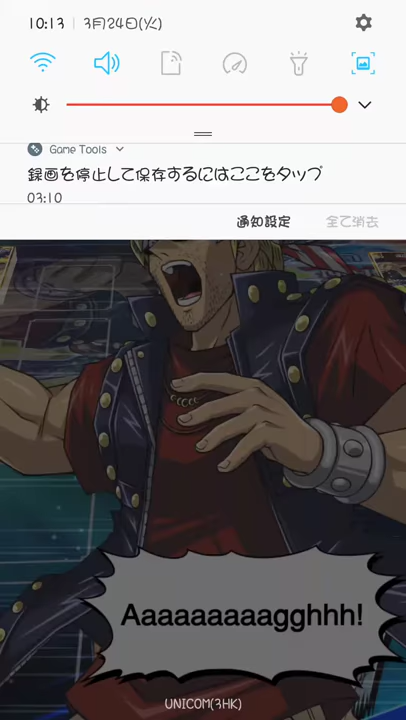 10:13 | 3月24日(火)
Game Tools
録画を停止して保存するにはここをタップ
03:10
通知設定 全て消去
Aaaaaaaaagghhh!
UNICOM(3HK)